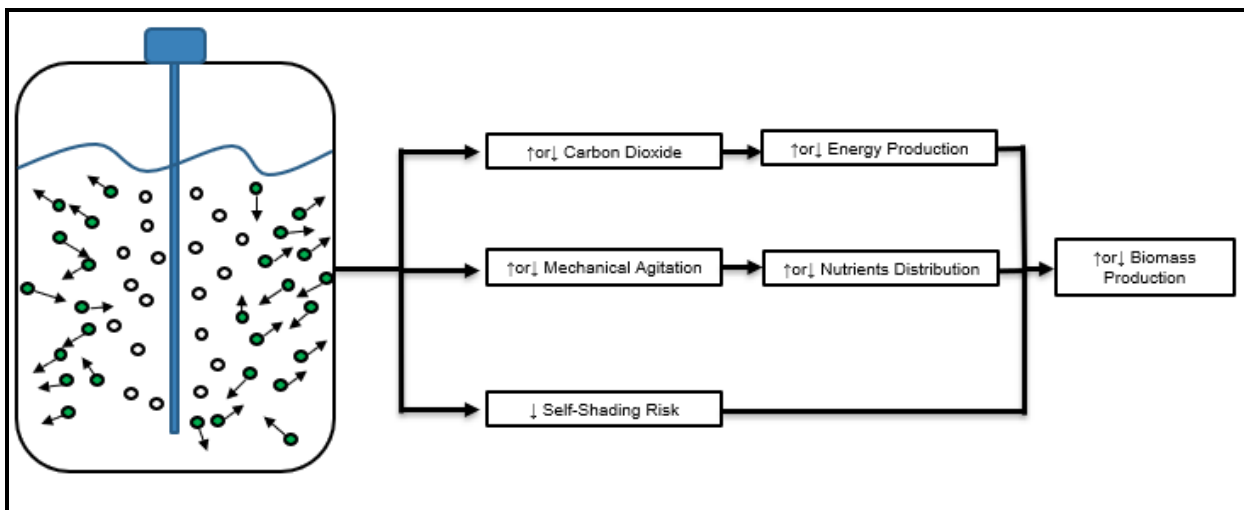 ↑or↓ Carbon Dioxide
↑or↓ Energy Production
↑or↓ Mechanical Agitation
↑or↓ Nutrients Distribution
↑or↓ Biomass
Production
↓ Self-Shading Risk